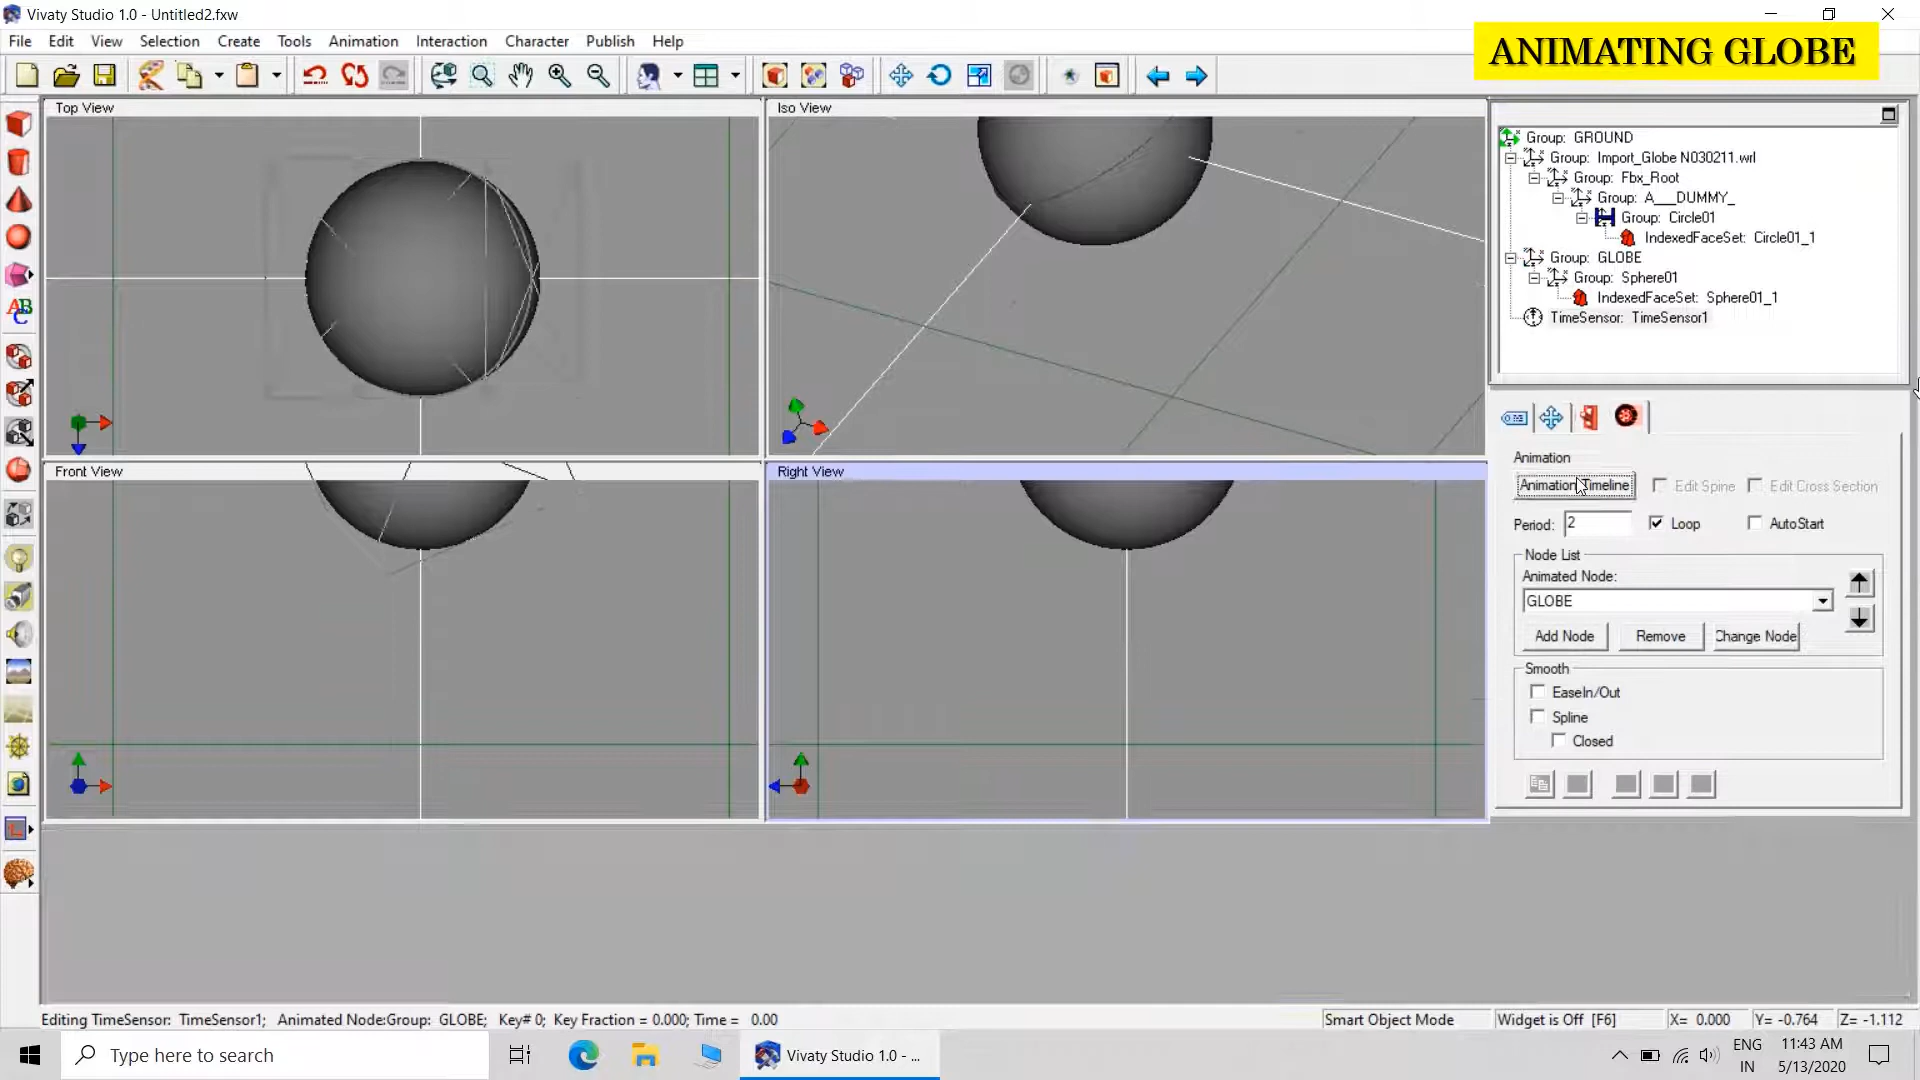 Vivaty Studio 1.0 - Untitled2.fxw
File Edit View Selection Create Tools Animation Interaction Character Publish Help
ANIMATING GLOBE
Top View
Iso View
Front View
Right View
Group: GROUND
Group: Import_Globe N030211.wrl
Group: Fbx_Root
Group: A___DUMMY_
Group: Circle01
IndexedFaceSet: Circle01_1
Group: GLOBE
Group: Sphere01
IndexedFaceSet: Sphere01_1
TimeSensor: TimeSensor1
Animation
Animation Timeline Edit Spine Edit Cross Section
Period: 2 Loop AutoStart
Node List
Animated Node:
GLOBE
Add Node Remove Change Node
Smooth
EaseIn/Out
Spline
Closed
ABC
Editing TimeSensor: TimeSensor1; Animated Node:Group: GLOBE; Key# 0; Key Fraction = 0.000; Time = 0.00
Smart Object Mode Widget is Off [F6] X= 0.000 Y= -0.764 Z= -1.112
Type here to search
Vivaty Studio 1.0 - ...
ENG
IN
11:43 AM
5/13/2020